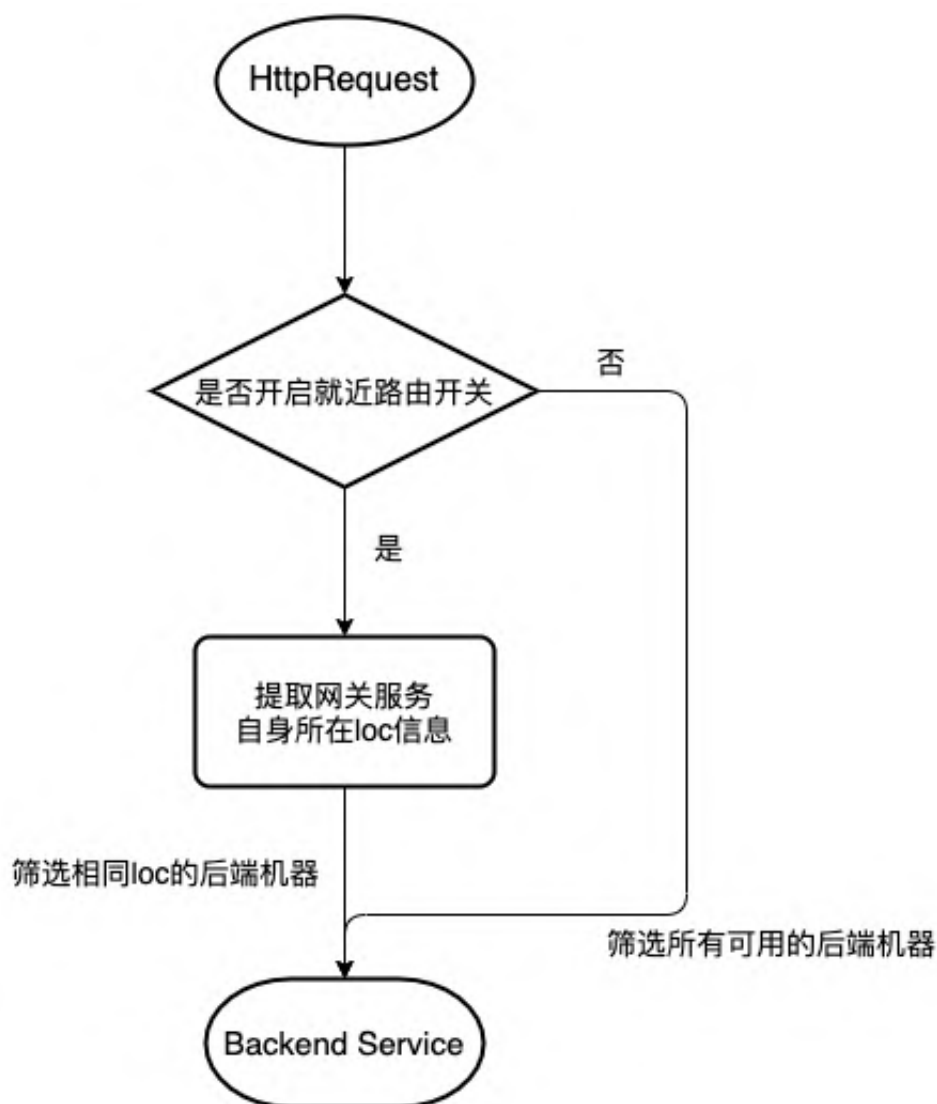 HttpRequest
是否开启就近路由开关
否
是
提取网关服务
自身所在loc信息
筛选相同loc的后端机器
筛选所有可用的后端机器
Backend Service